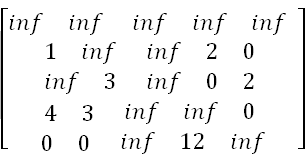 inf inf inf inf inf
1 inf inf 2 0
inf 3 inf 0 2
4 3 inf inf 0
0 0 inf 12 inf